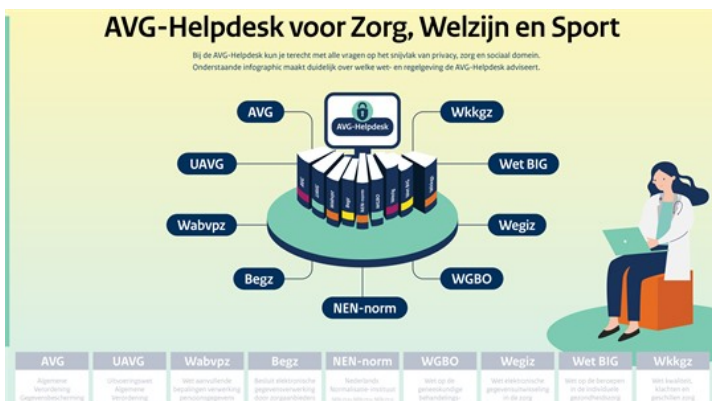 AVG-Helpdesk voor Zorg, Welzijn en Sport
Bij de AVG-Helpdesk kun je terecht met alle vragen op het snijvlak van privacy, zorg en sociaal domein.
Onderstaande infographic maakt duidelijk over welke wet- en regelgeving de AVG-Helpdesk adviseert.
AVG
Wkkgz
AVG-Helpdesk
UAVG
Wet BIG
Wabvpz
Wegiz
Begz
WGBO
NEN-norm
AVG UAVG Wabvpz Begz NEN-norm WGBO Wegiz Wet BIG Wkkgz
Algemene Uitvoeringswet Wet aanvullende Besluit elektronische Nederlands Wet op de Wet elektronische Wet op de beroepen Wet kwaliteit,
Verordening Algemene bepalingen verwerking gegevensverwerking Normalisatie-instituut geneeskundige gegevensuitwisseling in de individuele klachten en
Gegevensbescherming Verordening persoonsgegevens door zorgaanbieders behandelings- in de zorg gezondheidszorg geschillen zorg